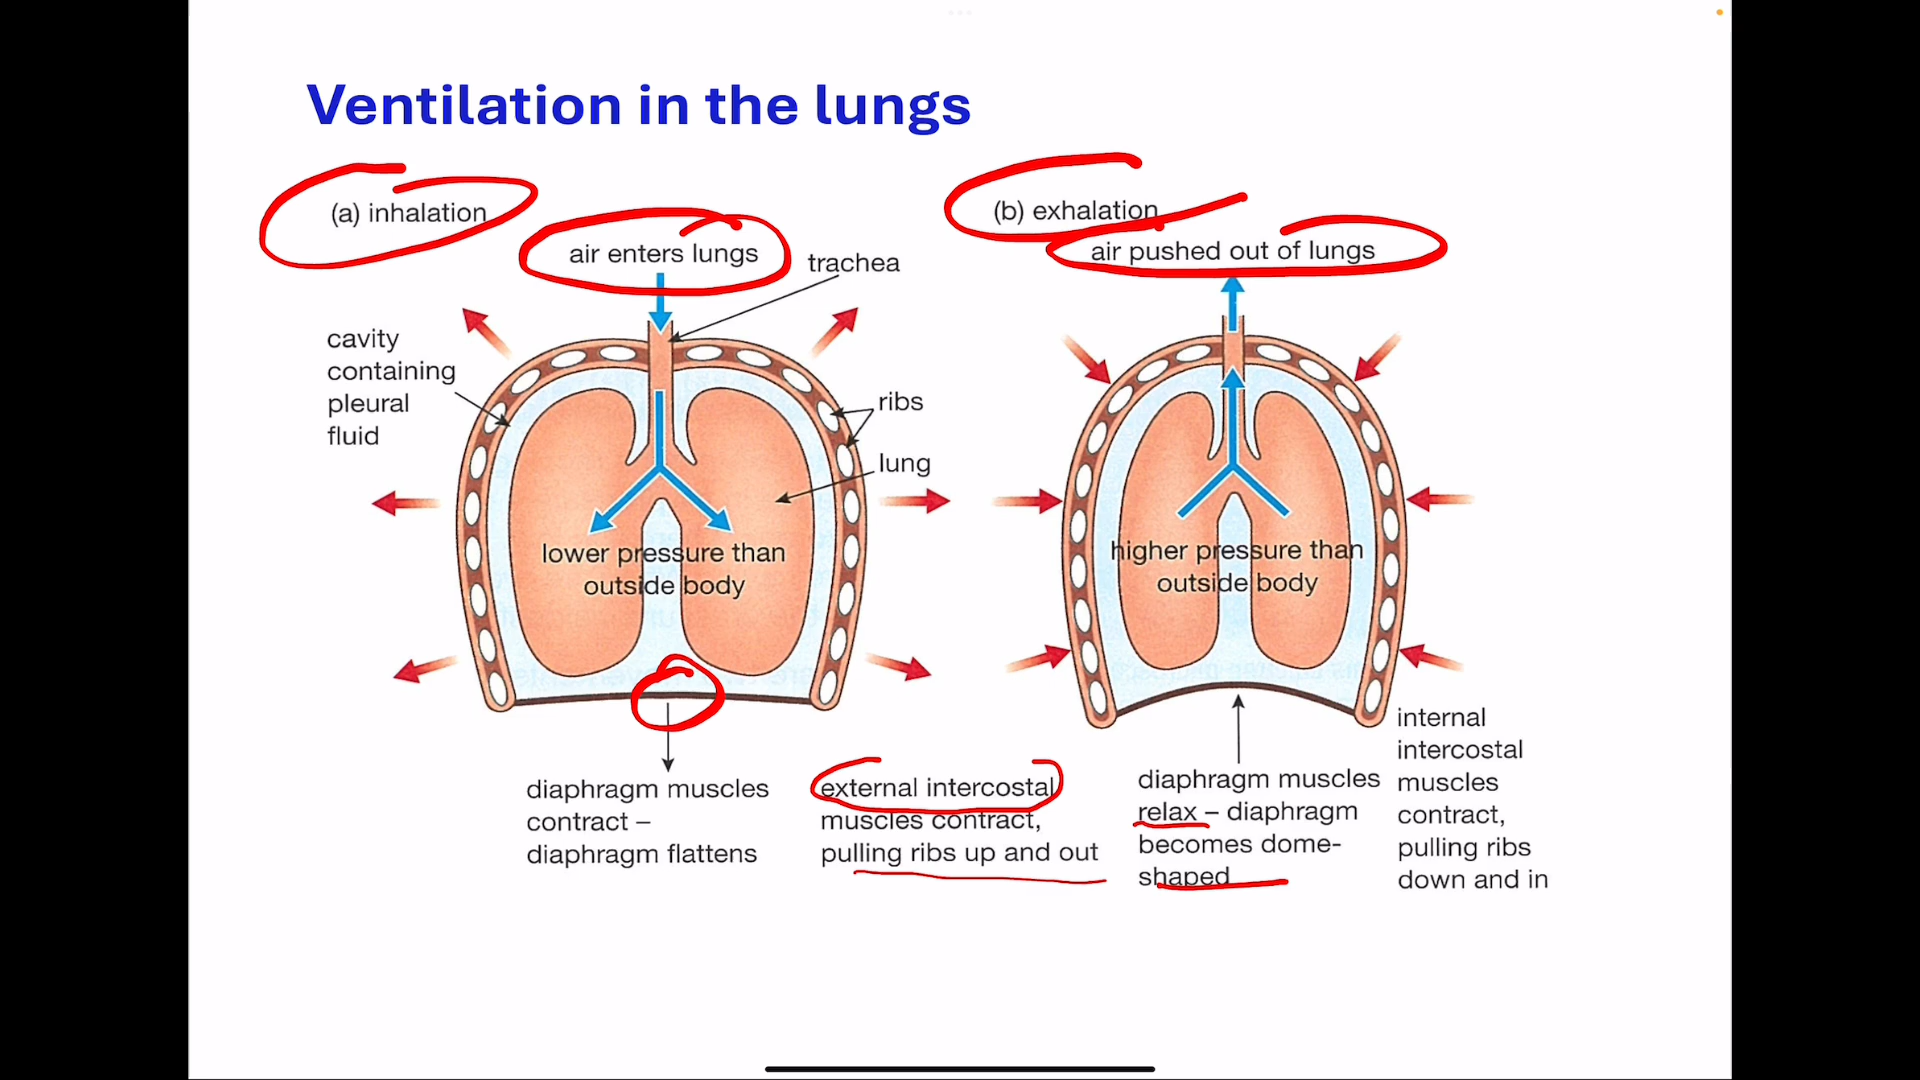 Ventilation in the lungs
(a) inhalation
air enters lungs
trachea
cavity
containing
pleural
fluid
ribs
lung
lower pressure than
outside body
diaphragm muscles
contract –
diaphragm flattens
external intercostal
muscles contract,
pulling ribs up and out
(b) exhalation
air pushed out of lungs
higher pressure than
outside body
diaphragm muscles
relax – diaphragm
becomes dome-
shaped
internal
intercostal
muscles
contract,
pulling ribs
down and in